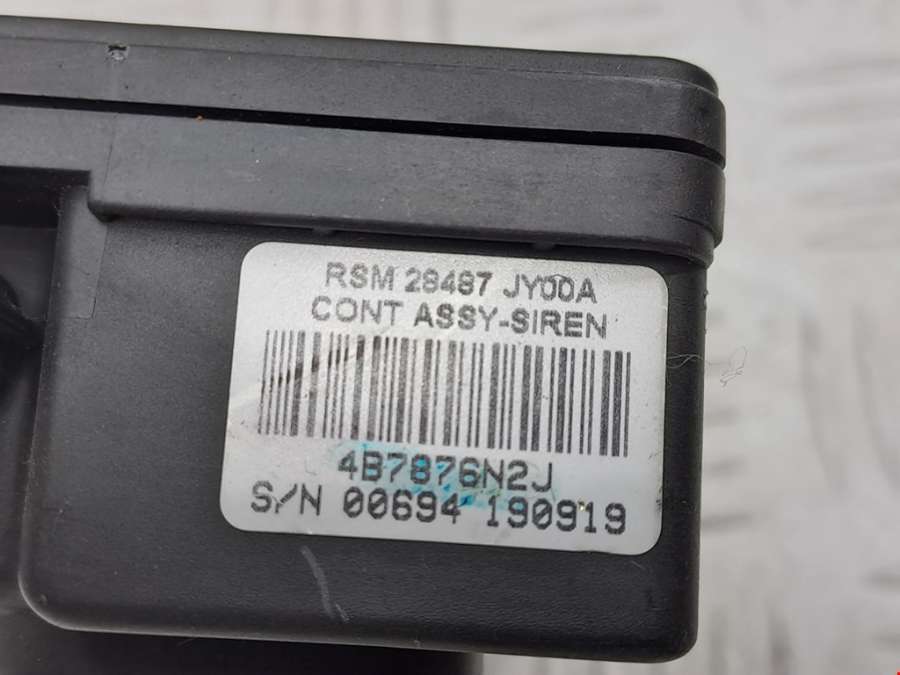 RSM 28487 JY00A
CONT ASSY-SIREN
4B7876N2J
S/N 00694 190919